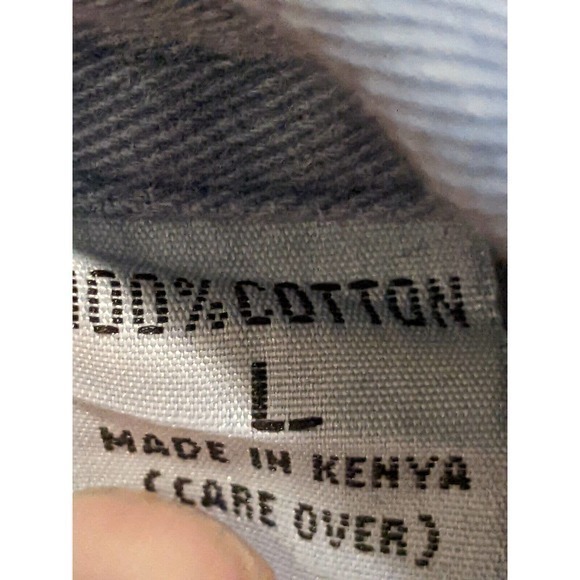 100% COTTON
L
MADE IN KENYA
(CARE OVER)